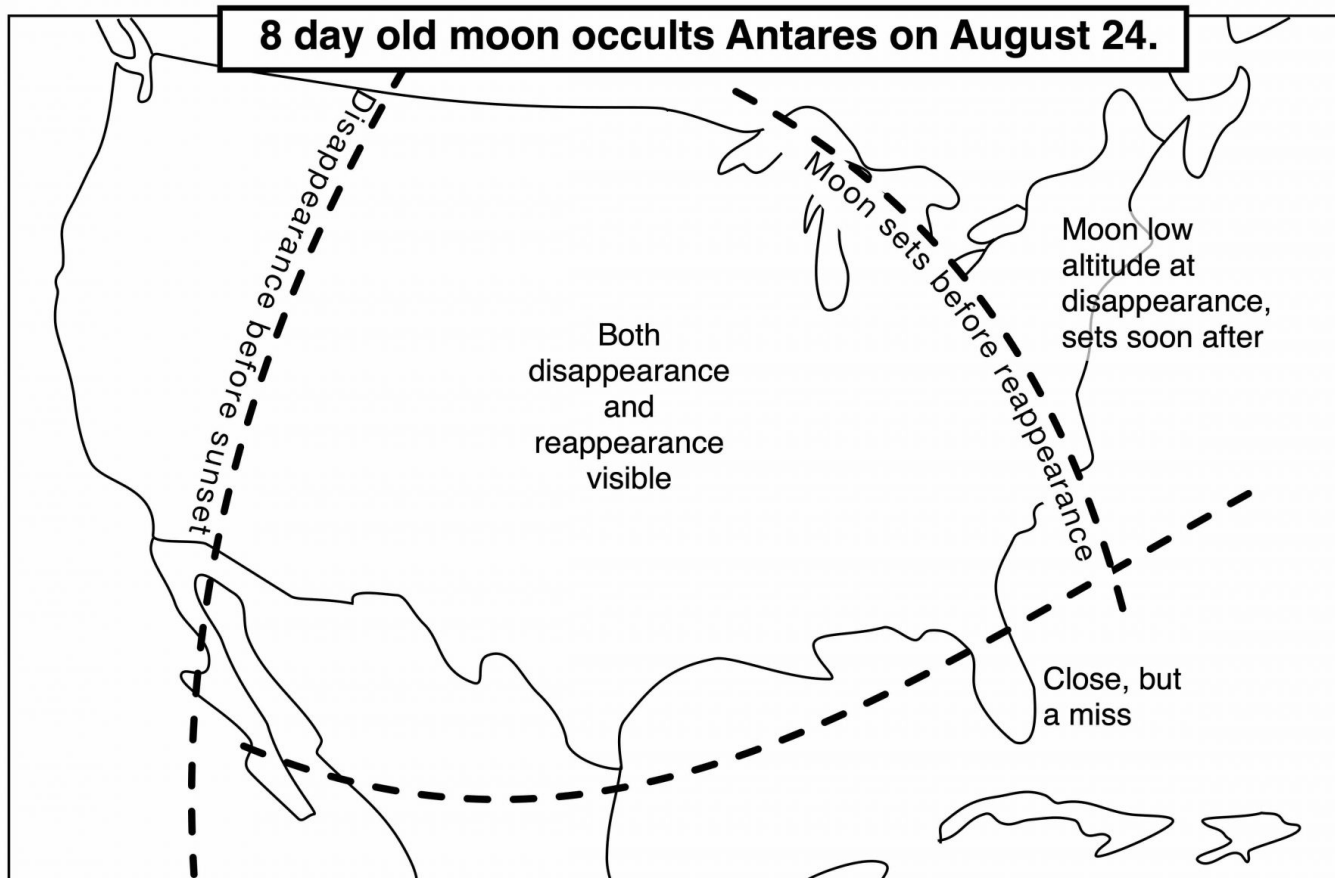 8 day old moon occults Antares on August 24.
Disappearance before sunset
Moon sets before reappearance
Moon low
altitude at
disappearance,
sets soon after
Both
disappearance
and
reappearance
visible
Close, but
a miss